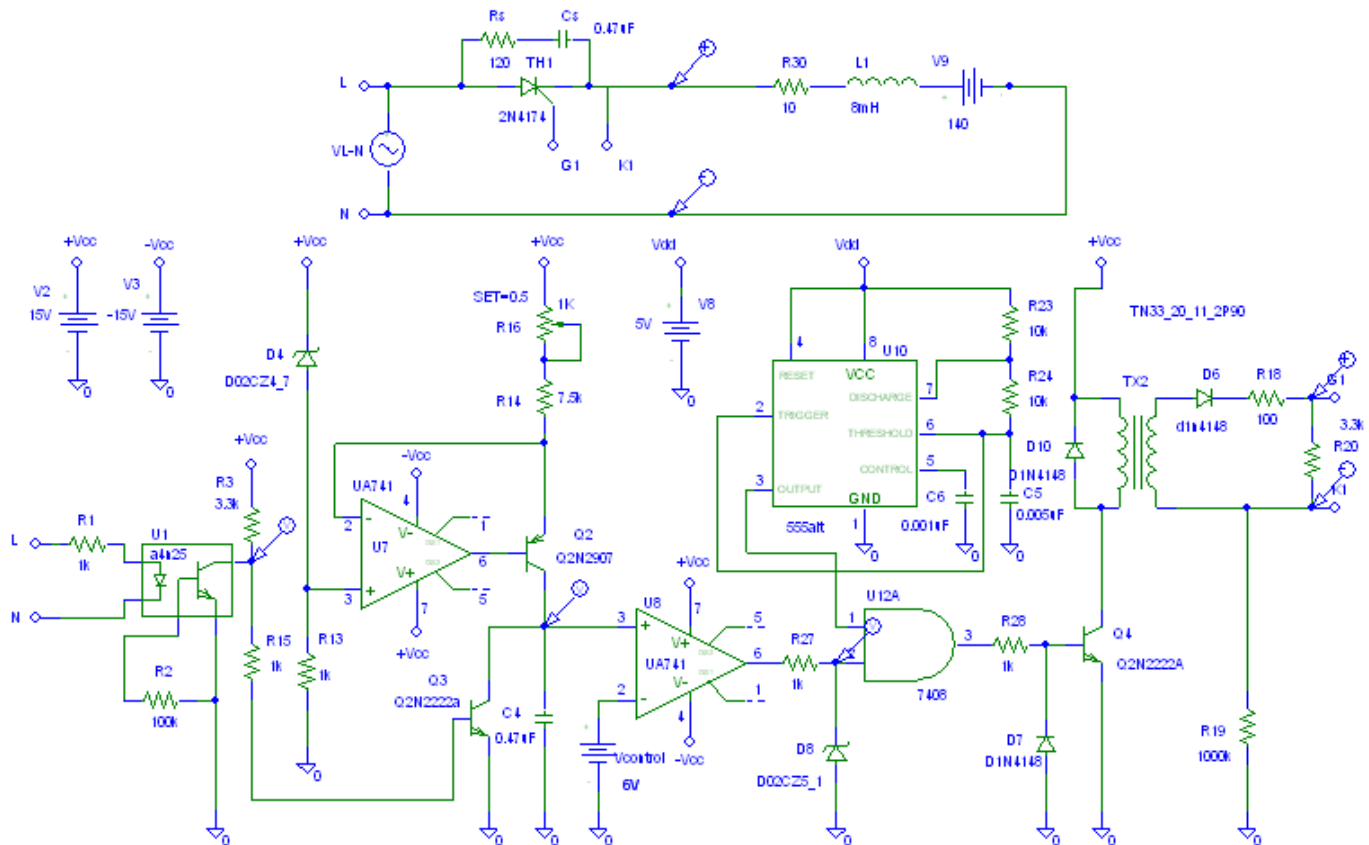 Rs
Cs
0.47uF
120
TH1
2N4174
G1
K1
L
VL-N
N
+
-
R30
10
L1
8mH
V9
+
140
+Vcc
V2
15V
0
-Vcc
V3
-15V
0
+Vcc
D4
D02CZ4_7
+Vcc
SET=0.5
1K
R16
R14
7.5k
Vdd
V8
5V
0
Vdd
4
8
U10
RESET
VCC
7
DISCHARGE
2
TRIGGER
THRESHOLD
6
CONTROL
5
3
OUTPUT
GND
1
555att
0
R23
10k
R24
10k
C6
0.001uF
0
C5
0.005uF
0
+Vcc
TN33_20_11_2P90
TX2
D10
D1N4148
D6
d1n4148
R18
100
G1
3.3k
R20
K1
+Vcc
R3
3.3k
L
R1
1k
N
U1
a4n25
V
R2
100k
0
R15
1k
R13
1k
0
-Vcc
UA741
4
2
-
V-
1
U7
6
V+
3
+
5
7
+Vcc
Q2
Q2N2907
V
Q3
Q2N2222a
0
C4
0.47uF
0
+Vcc
U8
7
3
+
V+
5
UA741
6
2
-
V-
1
4
-Vcc
Vcontrol
6V
0
R27
1k
D8
D02CZ5_1
0
U12A
1
V
2
3
7408
R28
1k
D7
D1N4148
0
Q4
Q2N2222A
0
R19
1000k
0